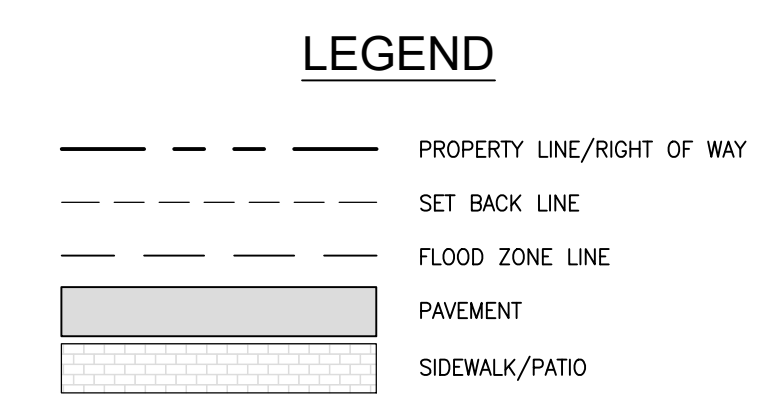 LEGEND
PROPERTY LINE/RIGHT OF WAY
SET BACK LINE
FLOOD ZONE LINE
PAVEMENT
SIDEWALK/PATIO